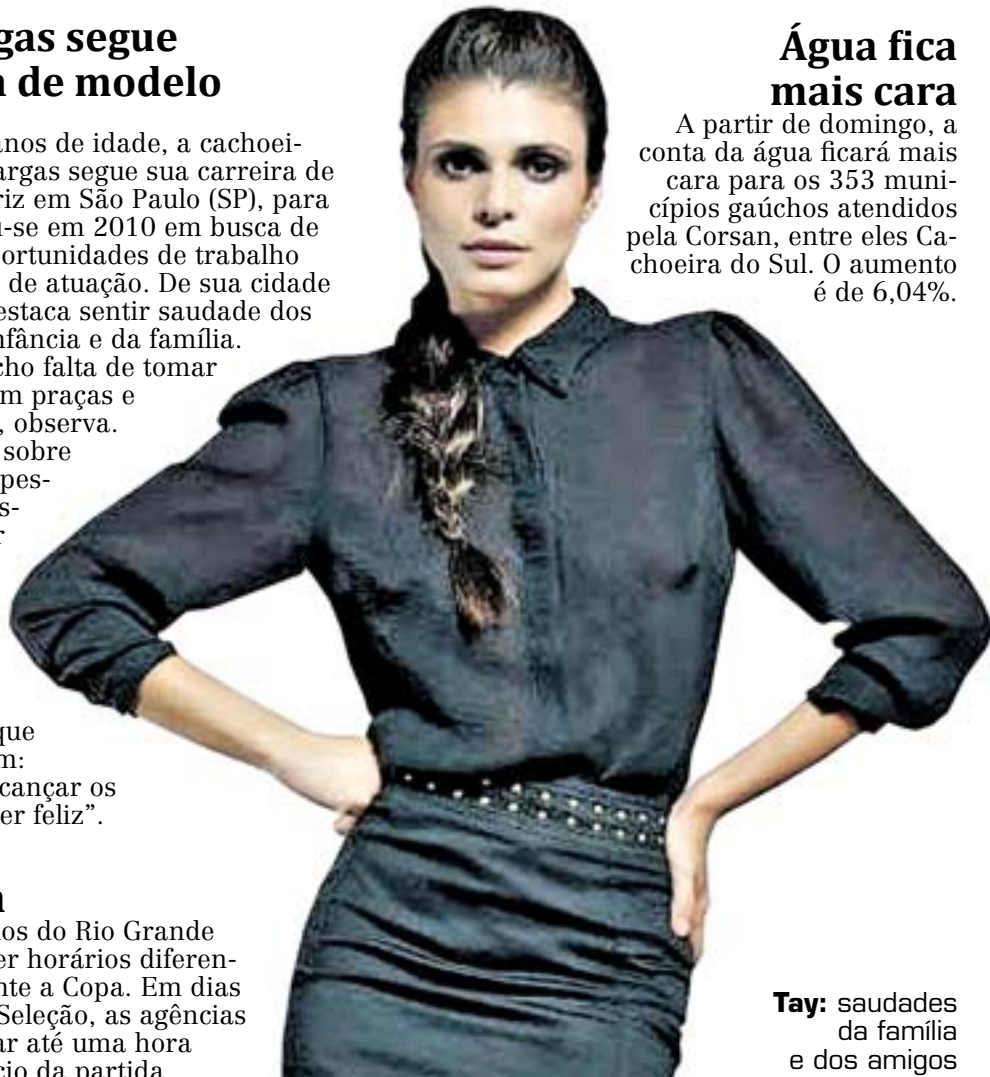 gas segue
de modelo
anos de idade, a cachoei-
argas segue sua carreira de
riz em São Paulo (SP), para
u-se em 2010 em busca de
ortunidades de trabalho
de atuação. De sua cidade
estaca sentir saudade dos
nfância e da família.
cho falta de tomar
m praças e
, observa.
sobre
pes-
s-
r
que
m:
cançar os
er feliz”.
os do Rio Grande
er horários diferen-
nte a Copa. Em dias
Seleção, as agências
ar até uma hora
cio da partida
Água fica
mais cara
A partir de domingo, a
conta da água ficará mais
cara para os 353 muni-
cípios gaúchos atendidos
pela Corsan, entre eles Ca-
choeira do Sul. O aumento
é de 6,04%.
Tay: saudades
da família
e dos amigos